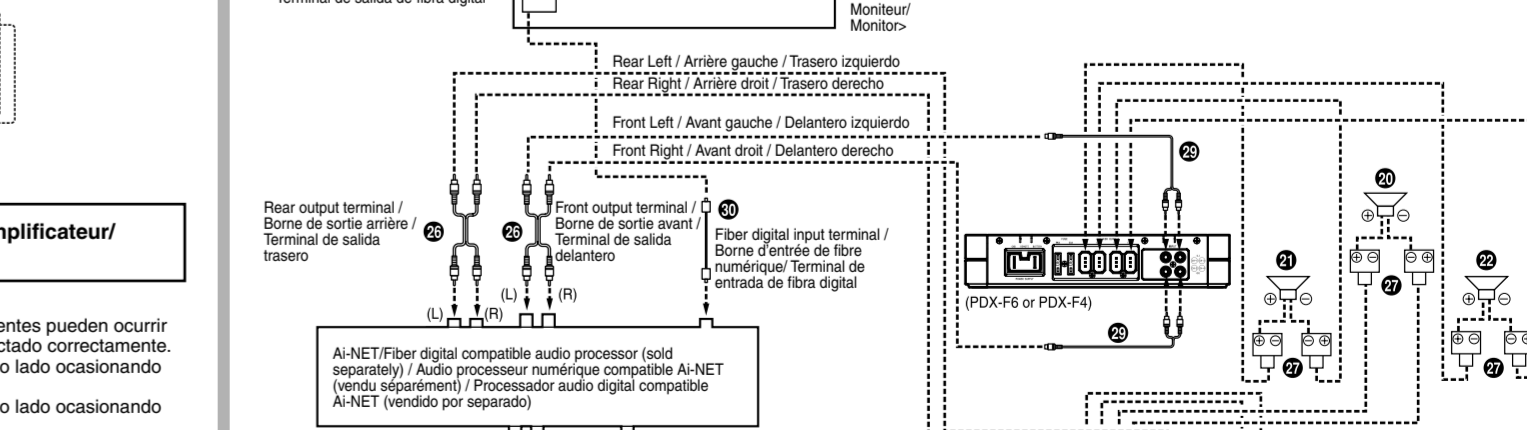 Terminal de salida de fibra digital
Moniteur/
Monitor>
Rear Left / Arrière gauche / Trasero izquierdo
Rear Right / Arrière droit / Trasero derecho
Front Left / Avant gauche / Delantero izquierdo
Front Right / Avant droit / Delantero derecho
29
20
Rear output terminal /
Borne de sortie arrière /
Terminal de salida
trasero
26
26
Front output terminal /
Borne de sortie avant /
Terminal de salida
delantero
30
Fiber digital input terminal /
Borne d'entrée de fibre
numérique/ Terminal de
entrada de fibra digital
(L)
(R)
(L)
(R)
(PDX-F6 or PDX-F4)
29
21
27
22
27
27
Ai-NET/Fiber digital compatible audio processor (sold
separately) / Audio processeur numérique compatible Ai-NET
(vendu séparément) / Processador audio digital compatible
Ai-NET (vendido por separado)
mplificateur/
entes pueden ocurrir
ctado correctamente.
o lado ocasionando
o lado ocasionando